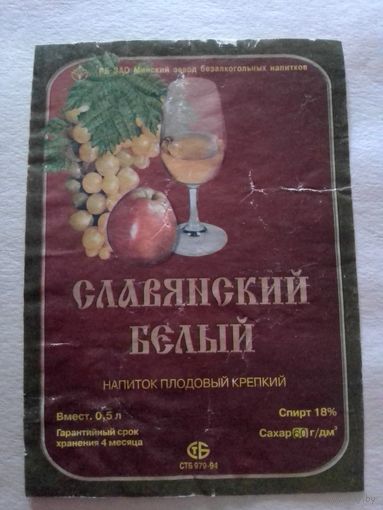 РБ ЗАО Минский завод безалкогольных напитков
СЛАВЯНСКИЙ
БЕЛЫЙ
НАПИТОК ПЛОДОВЫЙ КРЕПКИЙ
Вмест. 0,5 л
Спирт 18%
Гарантийный срок
хранения 4 месяца
Сахар 60 г/дм³
СТБ 979-94